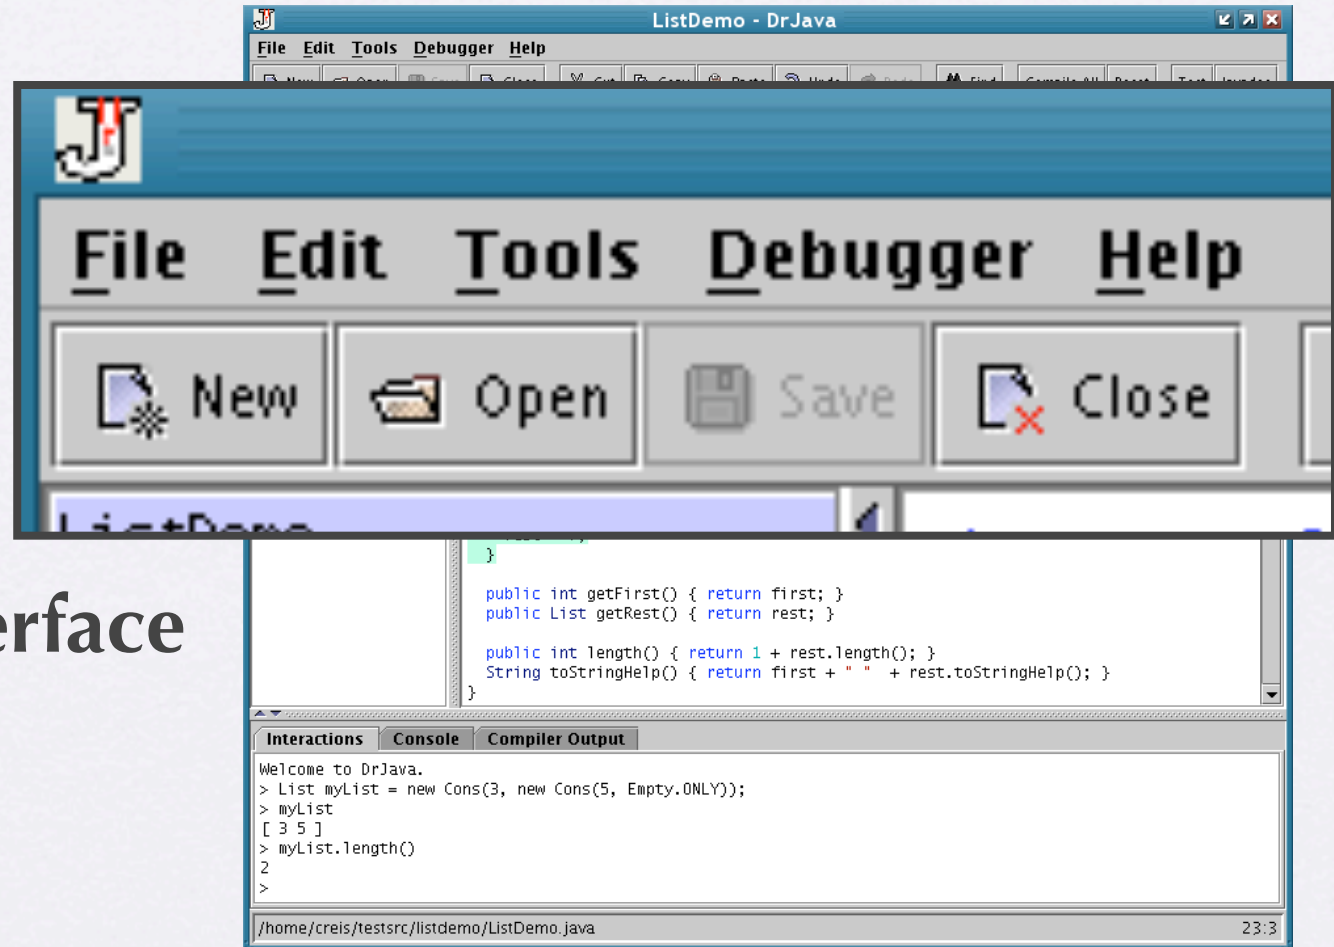 ListDemo - DrJava
File Edit Tools Debugger Help
File Edit Tools Debugger Help
New Open Save Close
ListDemo
}
public int getFirst() { return first; }
public List getRest() { return rest; }
erface
public int length() { return 1 + rest.length(); }
String toStringHelp() { return first + " " + rest.toStringHelp(); }
}
Interactions Console Compiler Output
Welcome to DrJava.
> List myList = new Cons(3, new Cons(5, Empty.ONLY));
> myList
[ 3 5 ]
> myList.length()
2
>
/home/creis/testsrc/listdemo/ListDemo.java 23:3